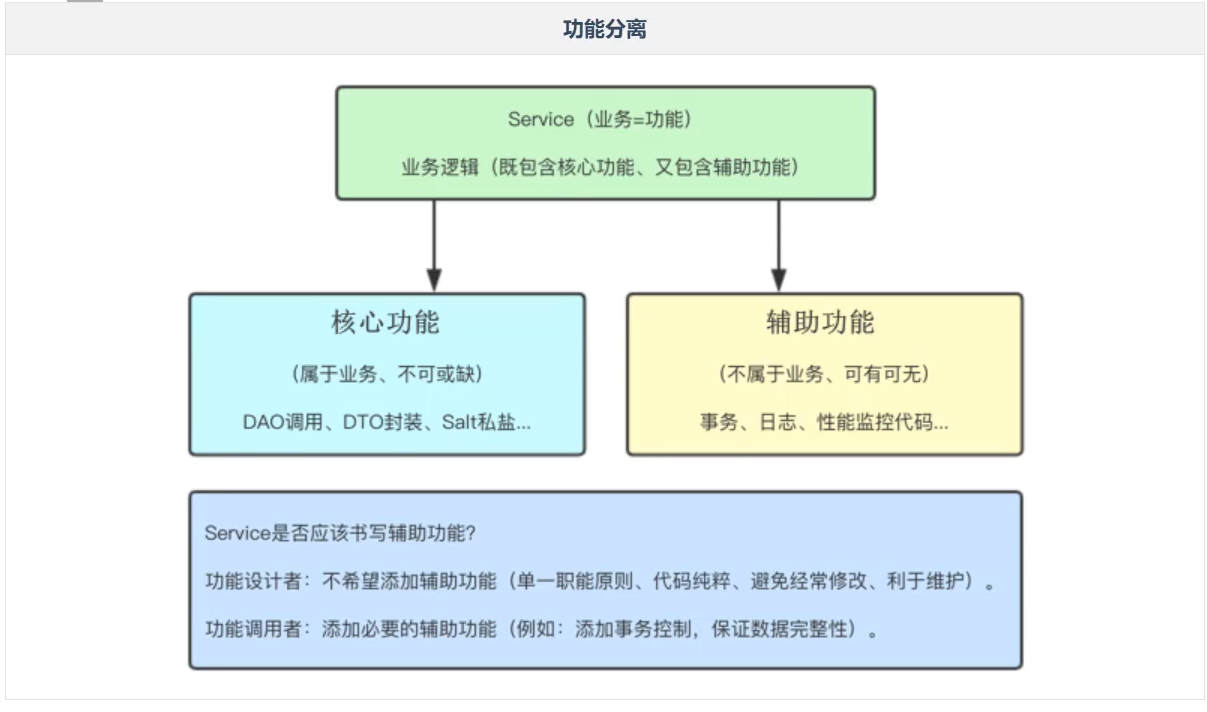 功能分离
Service（业务=功能）
业务逻辑（既包含核心功能、又包含辅助功能）
核心功能
（属于业务、不可或缺）
DAO调用、DTO封装、Salt私盐...
辅助功能
（不属于业务、可有可无）
事务、日志、性能监控代码...
Service是否应该书写辅助功能?
功能设计者：不希望添加辅助功能（单一职能原则、代码纯粹、避免经常修改、利于维护）。
功能调用者：添加必要的辅助功能（例如：添加事务控制，保证数据完整性）。